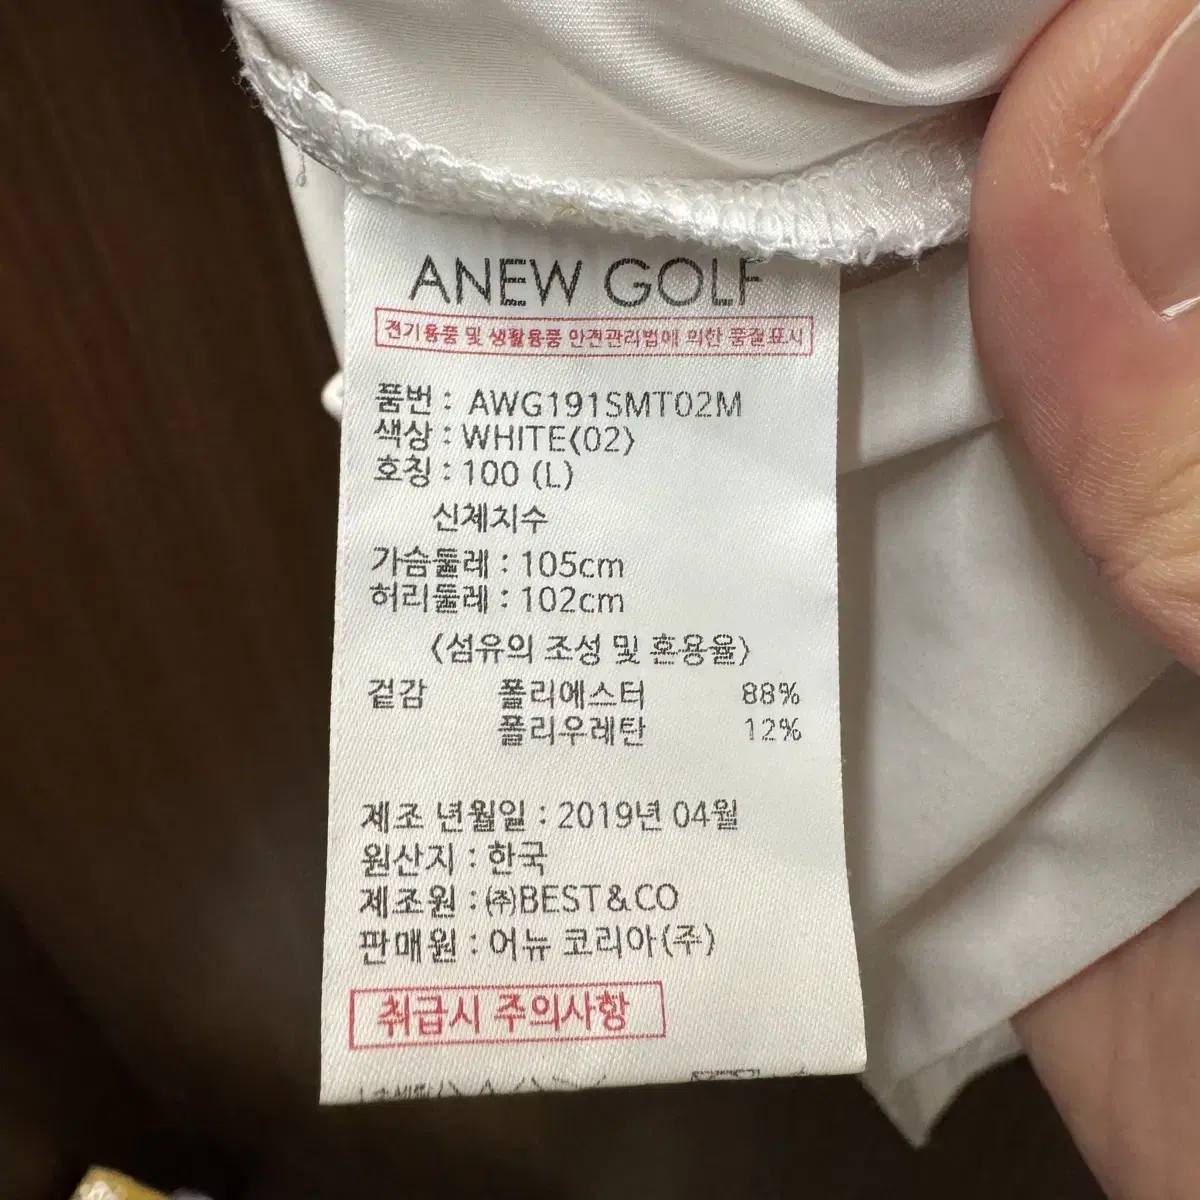 ANEW GOLF
전기용품 및 생활용품 안전관리법에 의한 품질표시
품번 : AWG191SMT02M
색상 : WHITE(02)
호칭 : 100 (L)
신체치수
가슴둘레 : 105cm
허리둘레 : 102cm
(섬유의 조성 및 혼용율)
겉감 폴리에스터 88%
폴리우레탄 12%
제조 년월일 : 2019년 04월
원산지 : 한국
제조원 : ㈜BEST&CO
판매원 : 어뉴 코리아(주)
취급시 주의사항